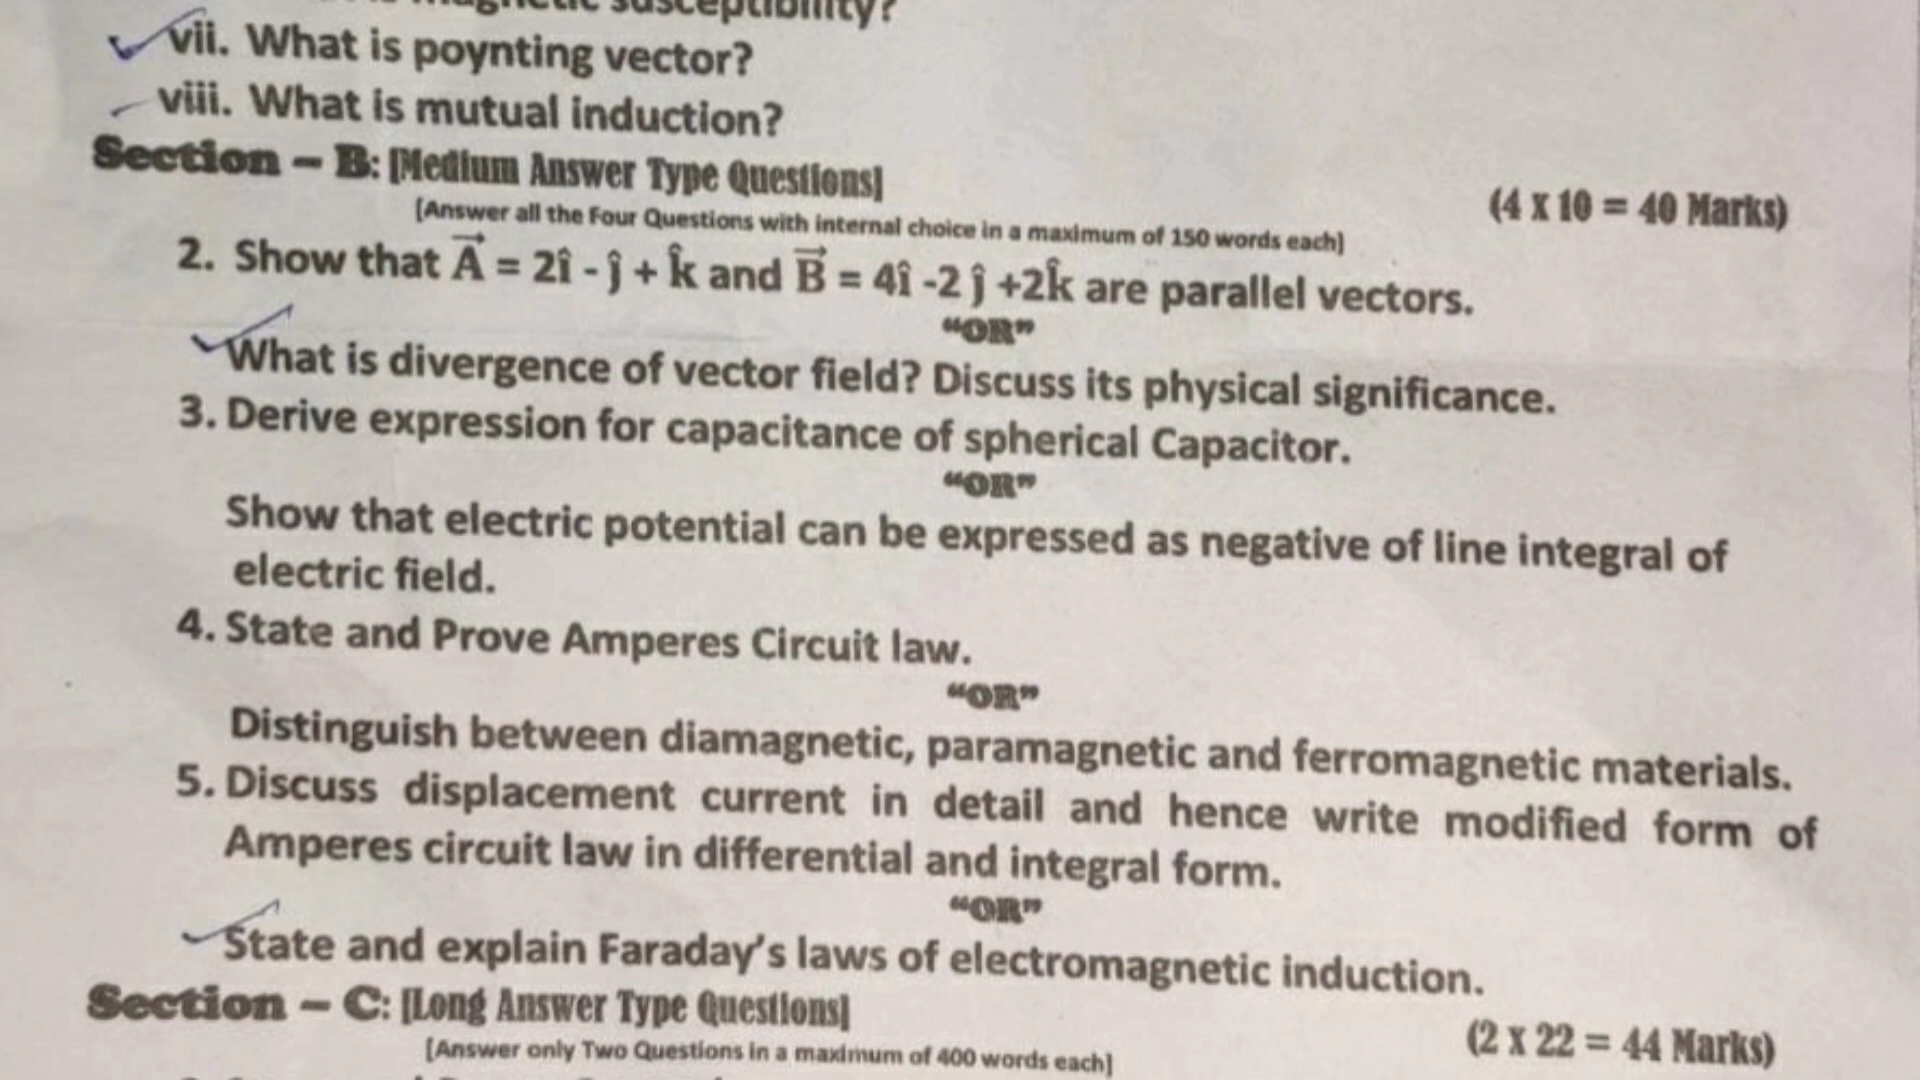 magnetic susceptibility?
vii. What is poynting vector?
viii. What is mutual induction?
Section – B: [Medium Answer Type Questions]
(4 x 10 = 40 Marks)
[Answer all the Four Questions with internal choice in a maximum of 150 words each]
2. Show that A⃗ = 2î - ĵ + k̂ and B⃗ = 4î -2 ĵ +2k̂ are parallel vectors.
“OR”
What is divergence of vector field? Discuss its physical significance.
3. Derive expression for capacitance of spherical Capacitor.
“OR”
Show that electric potential can be expressed as negative of line integral of
electric field.
4. State and Prove Amperes Circuit law.
“OR”
Distinguish between diamagnetic, paramagnetic and ferromagnetic materials.
5. Discuss displacement current in detail and hence write modified form of
Amperes circuit law in differential and integral form.
“OR”
State and explain Faraday’s laws of electromagnetic induction.
Section – C: [Long Answer Type Questions]
(2 x 22 = 44 Marks)
[Answer only Two Questions in a maximum of 400 words each]